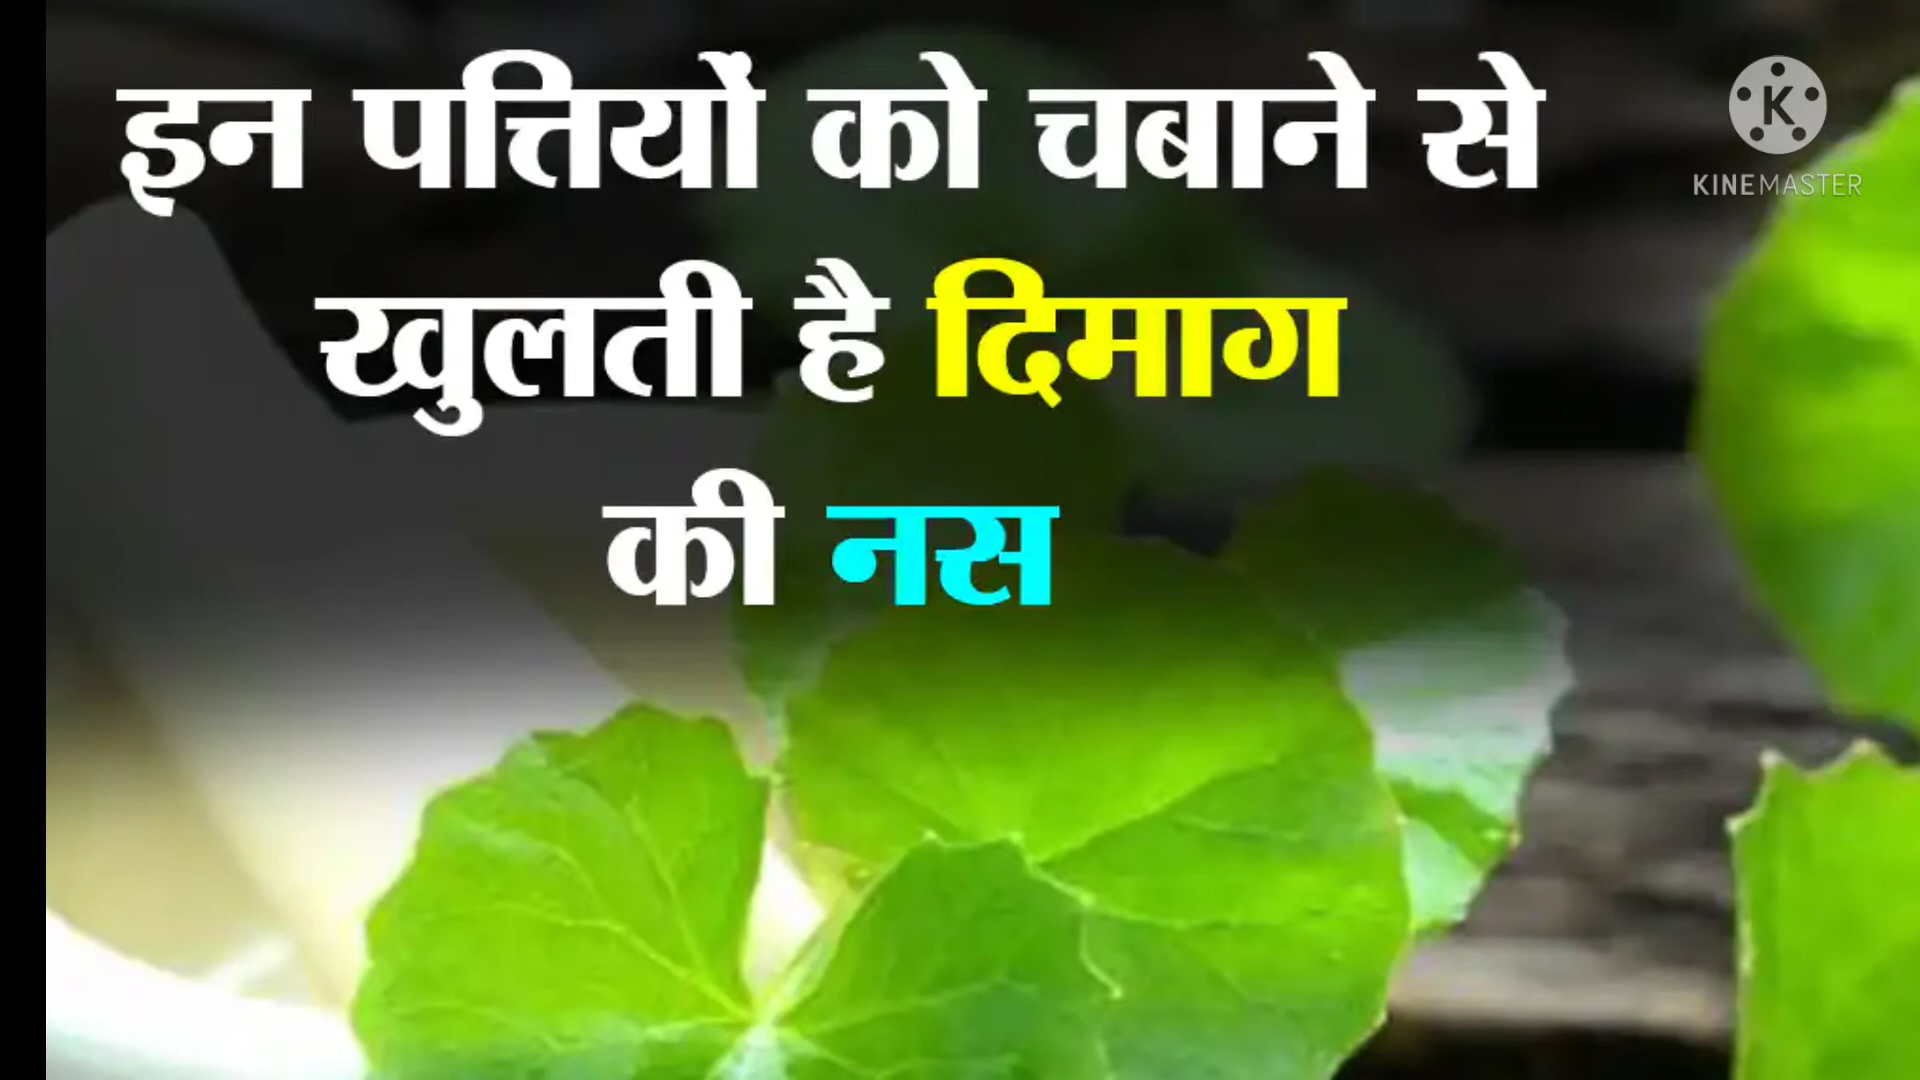 इन पत्तियों को चबाने से
खुलती है दिमाग
की नस
K
KINEMASTER